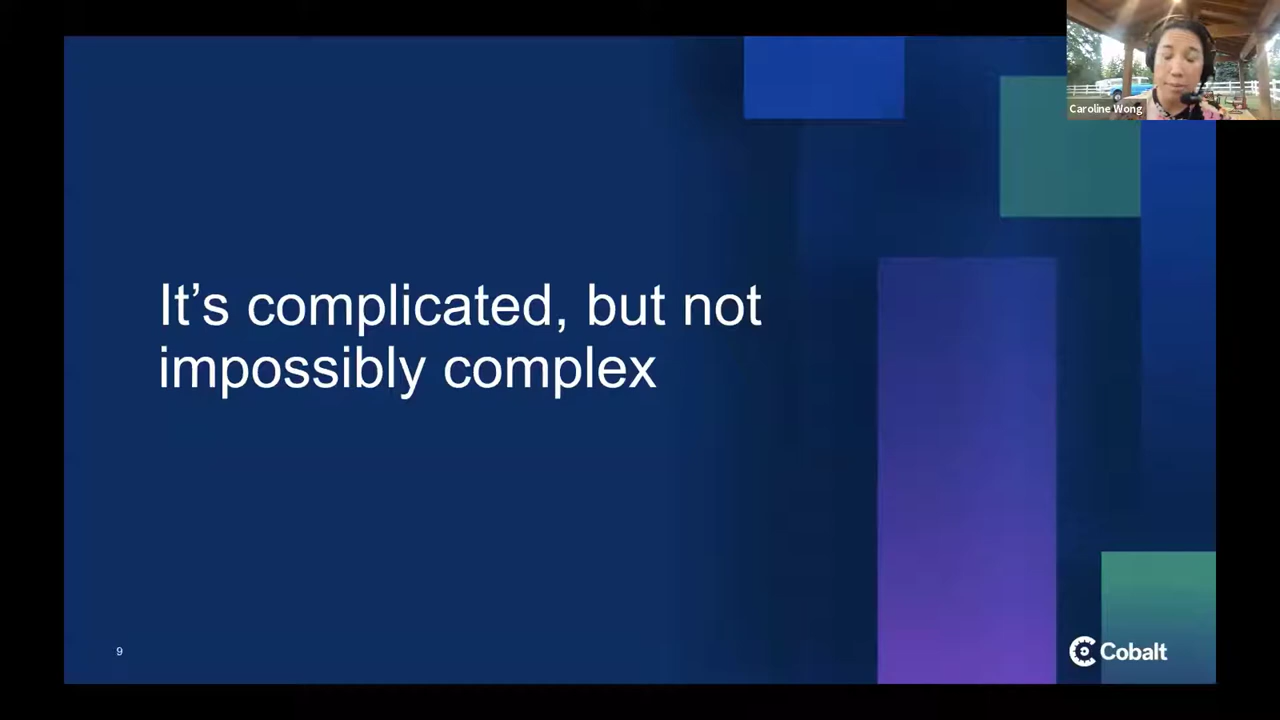 Caroline Wong
It’s complicated, but not
impossibly complex
9
Cobalt